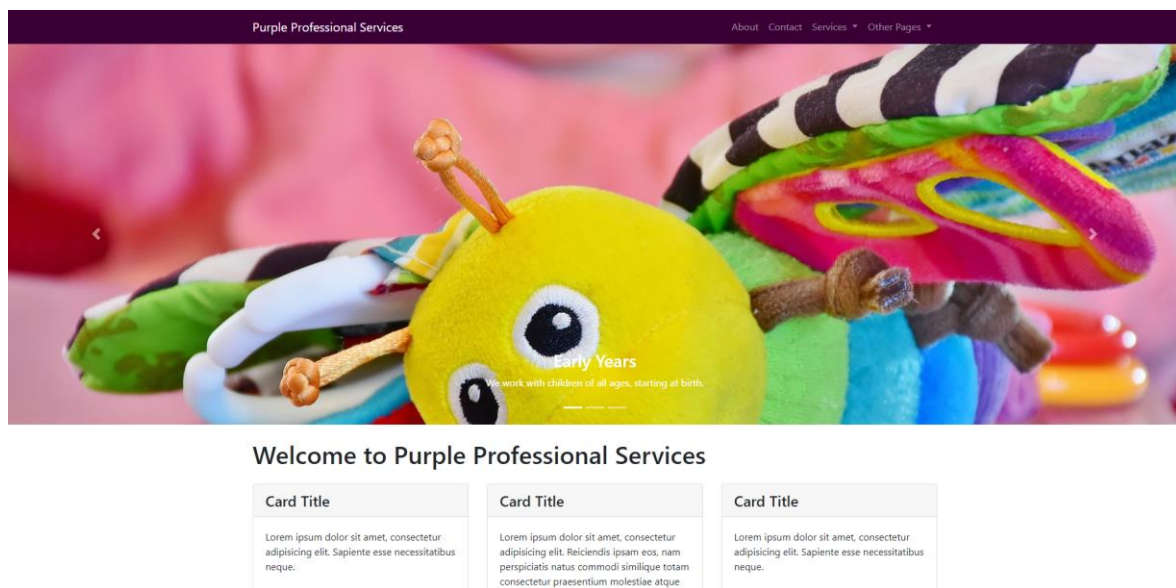 Purple Professional Services
About Contact Services Other Pages
Early Years
We work with children of all ages, starting at birth.
Welcome to Purple Professional Services
Card Title
Lorem ipsum dolor sit amet, consectetur
adipisicing elit. Sapiente esse necessitatibus
neque.
Card Title
Lorem ipsum dolor sit amet, consectetur
adipisicing elit. Reiciendis ipsam eos, nam
perspiciatis natus commodi similique totam
consectetur praesentium molestiae atque
Card Title
Lorem ipsum dolor sit amet, consectetur
adipisicing elit. Sapiente esse necessitatibus
neque.